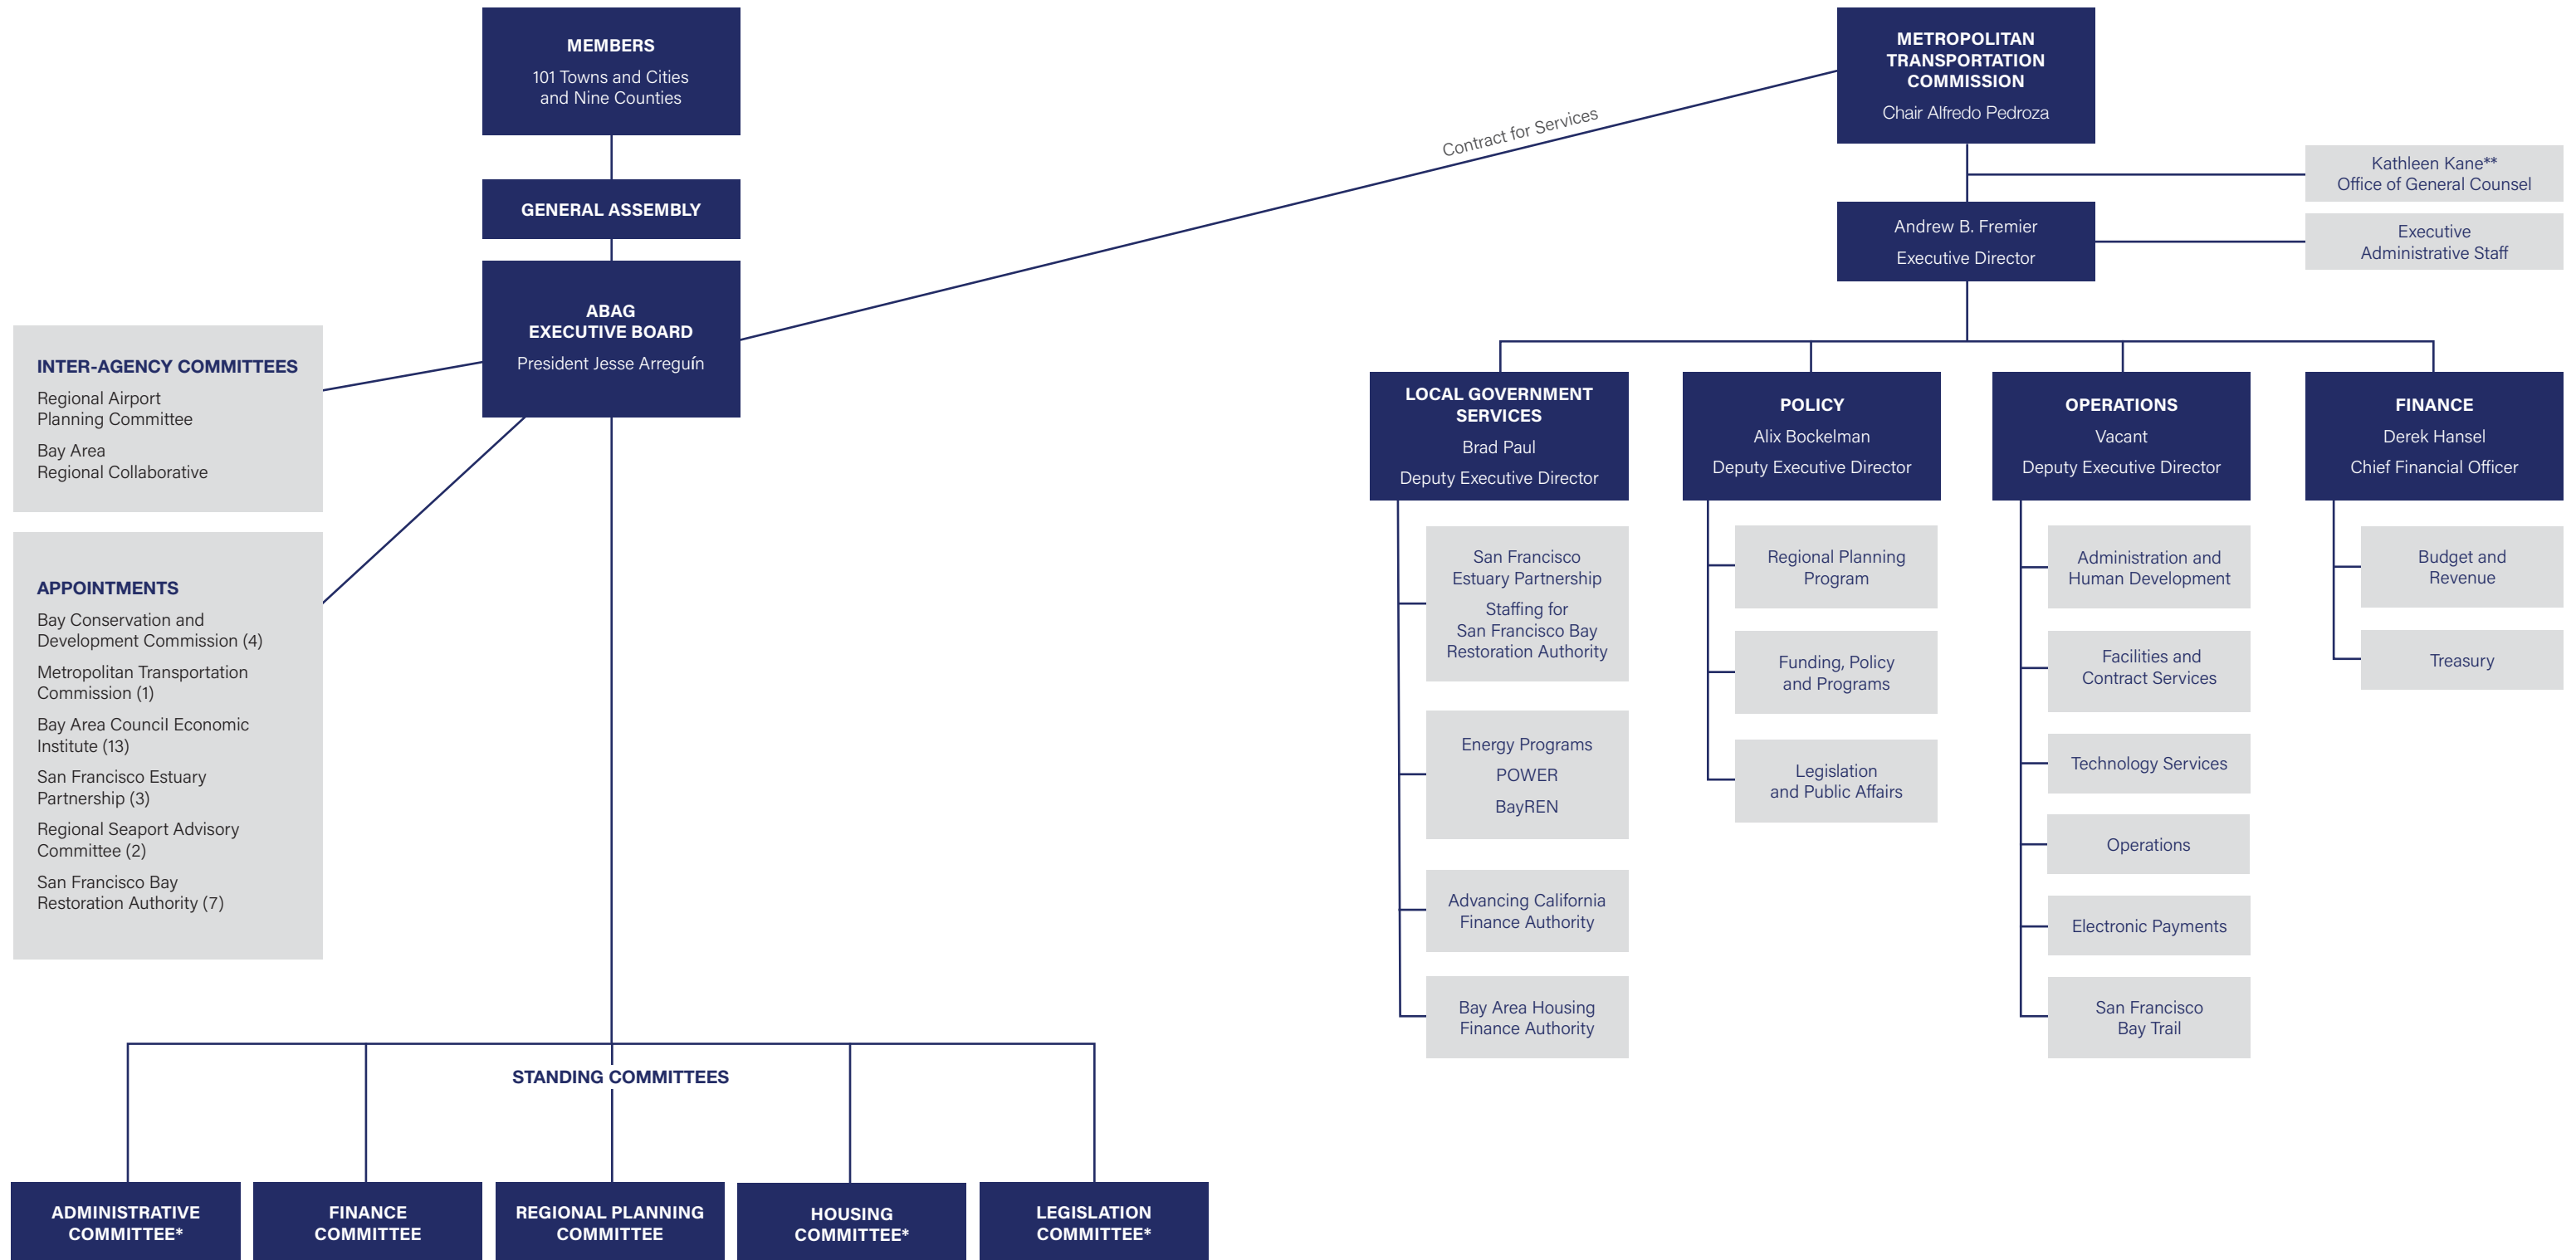 MEMBERS
101 Towns and Cities
and Nine Counties
GENERAL ASSEMBLY
ABAG
EXECUTIVE BOARD
President Jesse Arreguín
INTER-AGENCY COMMITTEES
Regional Airport
Planning Committee
Bay Area
Regional Collaborative
APPOINTMENTS
Bay Conservation and
Development Commission (4)
Metropolitan Transportation
Commission (1)
Bay Area Council Economic
Institute (13)
San Francisco Estuary
Partnership (3)
Regional Seaport Advisory
Committee (2)
San Francisco Bay
Restoration Authority (7)
STANDING COMMITTEES
ADMINISTRATIVE
COMMITTEE*
FINANCE
COMMITTEE
REGIONAL PLANNING
COMMITTEE
HOUSING
COMMITTEE*
LEGISLATION
COMMITTEE*
Contract for Services
METROPOLITAN
TRANSPORTATION
COMMISSION
Chair Alfredo Pedroza
Kathleen Kane**
Office of General Counsel
Andrew B. Fremier
Executive Director
Executive
Administrative Staff
LOCAL GOVERNMENT
SERVICES
Brad Paul
Deputy Executive Director
San Francisco
Estuary Partnership
Staffing for
San Francisco Bay
Restoration Authority
Energy Programs
POWER
BayREN
Advancing California
Finance Authority
Bay Area Housing
Finance Authority
POLICY
Alix Bockelman
Deputy Executive Director
Regional Planning
Program
Funding, Policy
and Programs
Legislation
and Public Affairs
OPERATIONS
Vacant
Deputy Executive Director
Administration and
Human Development
Facilities and
Contract Services
Technology Services
Operations
Electronic Payments
San Francisco
Bay Trail
FINANCE
Derek Hansel
Chief Financial Officer
Budget and
Revenue
Treasury